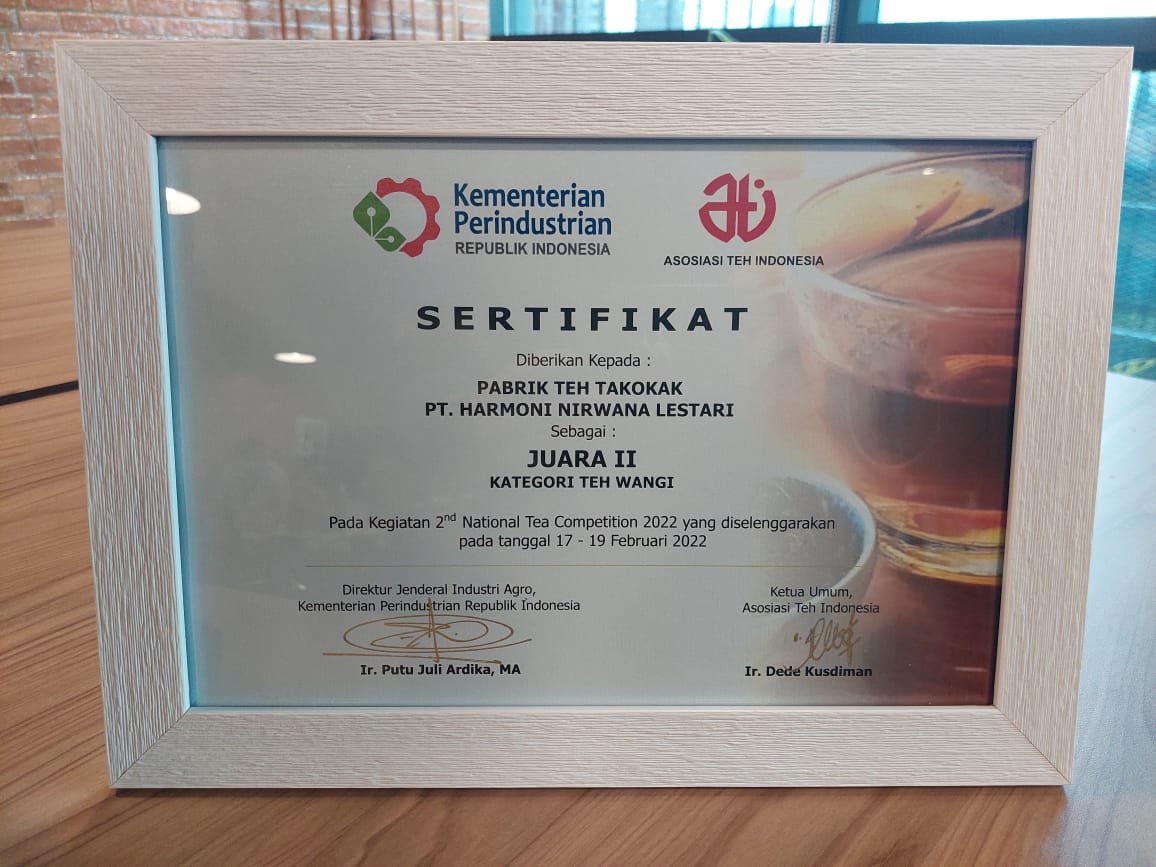 Kementerian
Perindustrian
REPUBLIK INDONESIA
ati
ASOSIASI TEH INDONESIA
SERTIFIKAT
Diberikan Kepada :
PABRIK TEH TAKOKAK
PT. HARMONI NIRWANA LESTARI
Sebagai :
JUARA II
KATEGORI TEH WANGI
Pada Kegiatan 2nd National Tea Competition 2022 yang diselenggarakan
pada tanggal 17 - 19 Februari 2022
Direktur Jenderal Industri Agro,
Kementerian Perindustrian Republik Indonesia
Ir. Putu Juli Ardika, MA
Ketua Umum,
Asosiasi Teh Indonesia
Ir. Dede Kusdiman